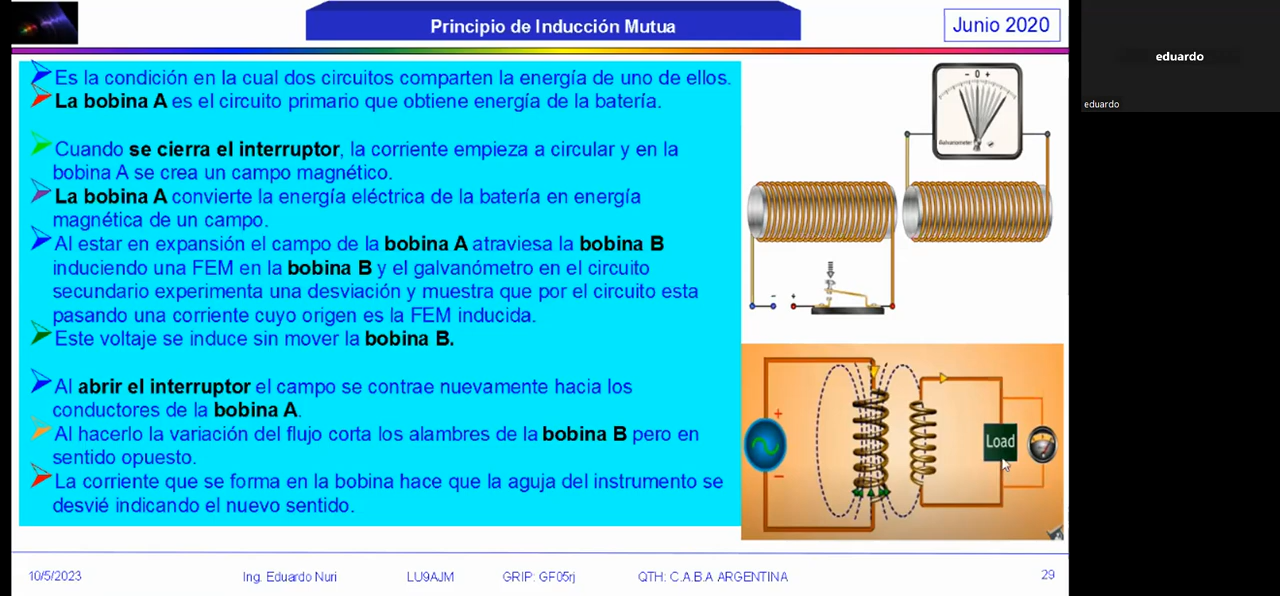 Principio de Inducción Mutua
Junio 2020
Es la condición en la cual dos circuitos comparten la energía de uno de ellos.
La bobina A es el circuito primario que obtiene energía de la batería.
Cuando se cierra el interruptor, la corriente empieza a circular y en la
bobina A se crea un campo magnético.
La bobina A convierte la energía eléctrica de la batería en energía
magnética de un campo.
Al estar en expansión el campo de la bobina A atraviesa la bobina B
induciendo una FEM en la bobina B y el galvanómetro en el circuito
secundario experimenta una desviación y muestra que por el circuito esta
pasando una corriente cuyo origen es la FEM inducida.
Este voltaje se induce sin mover la bobina B.
Al abrir el interruptor el campo se contrae nuevamente hacia los
conductores de la bobina A.
Al hacerlo la variación del flujo corta los alambres de la bobina B pero en
sentido opuesto.
La corriente que se forma en la bobina hace que la aguja del instrumento se
desvié indicando el nuevo sentido.
- 0 +
Galvanometer
- +
+
Load
-
10/5/2023
Ing. Eduardo Nuri
LU9AJM
GRIP: GF05rj
QTH: C.A.B.A ARGENTINA
29
eduardo
eduardo